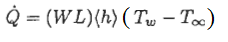 Q̇ = (WL)⟨h⟩( T_w − T_∞)